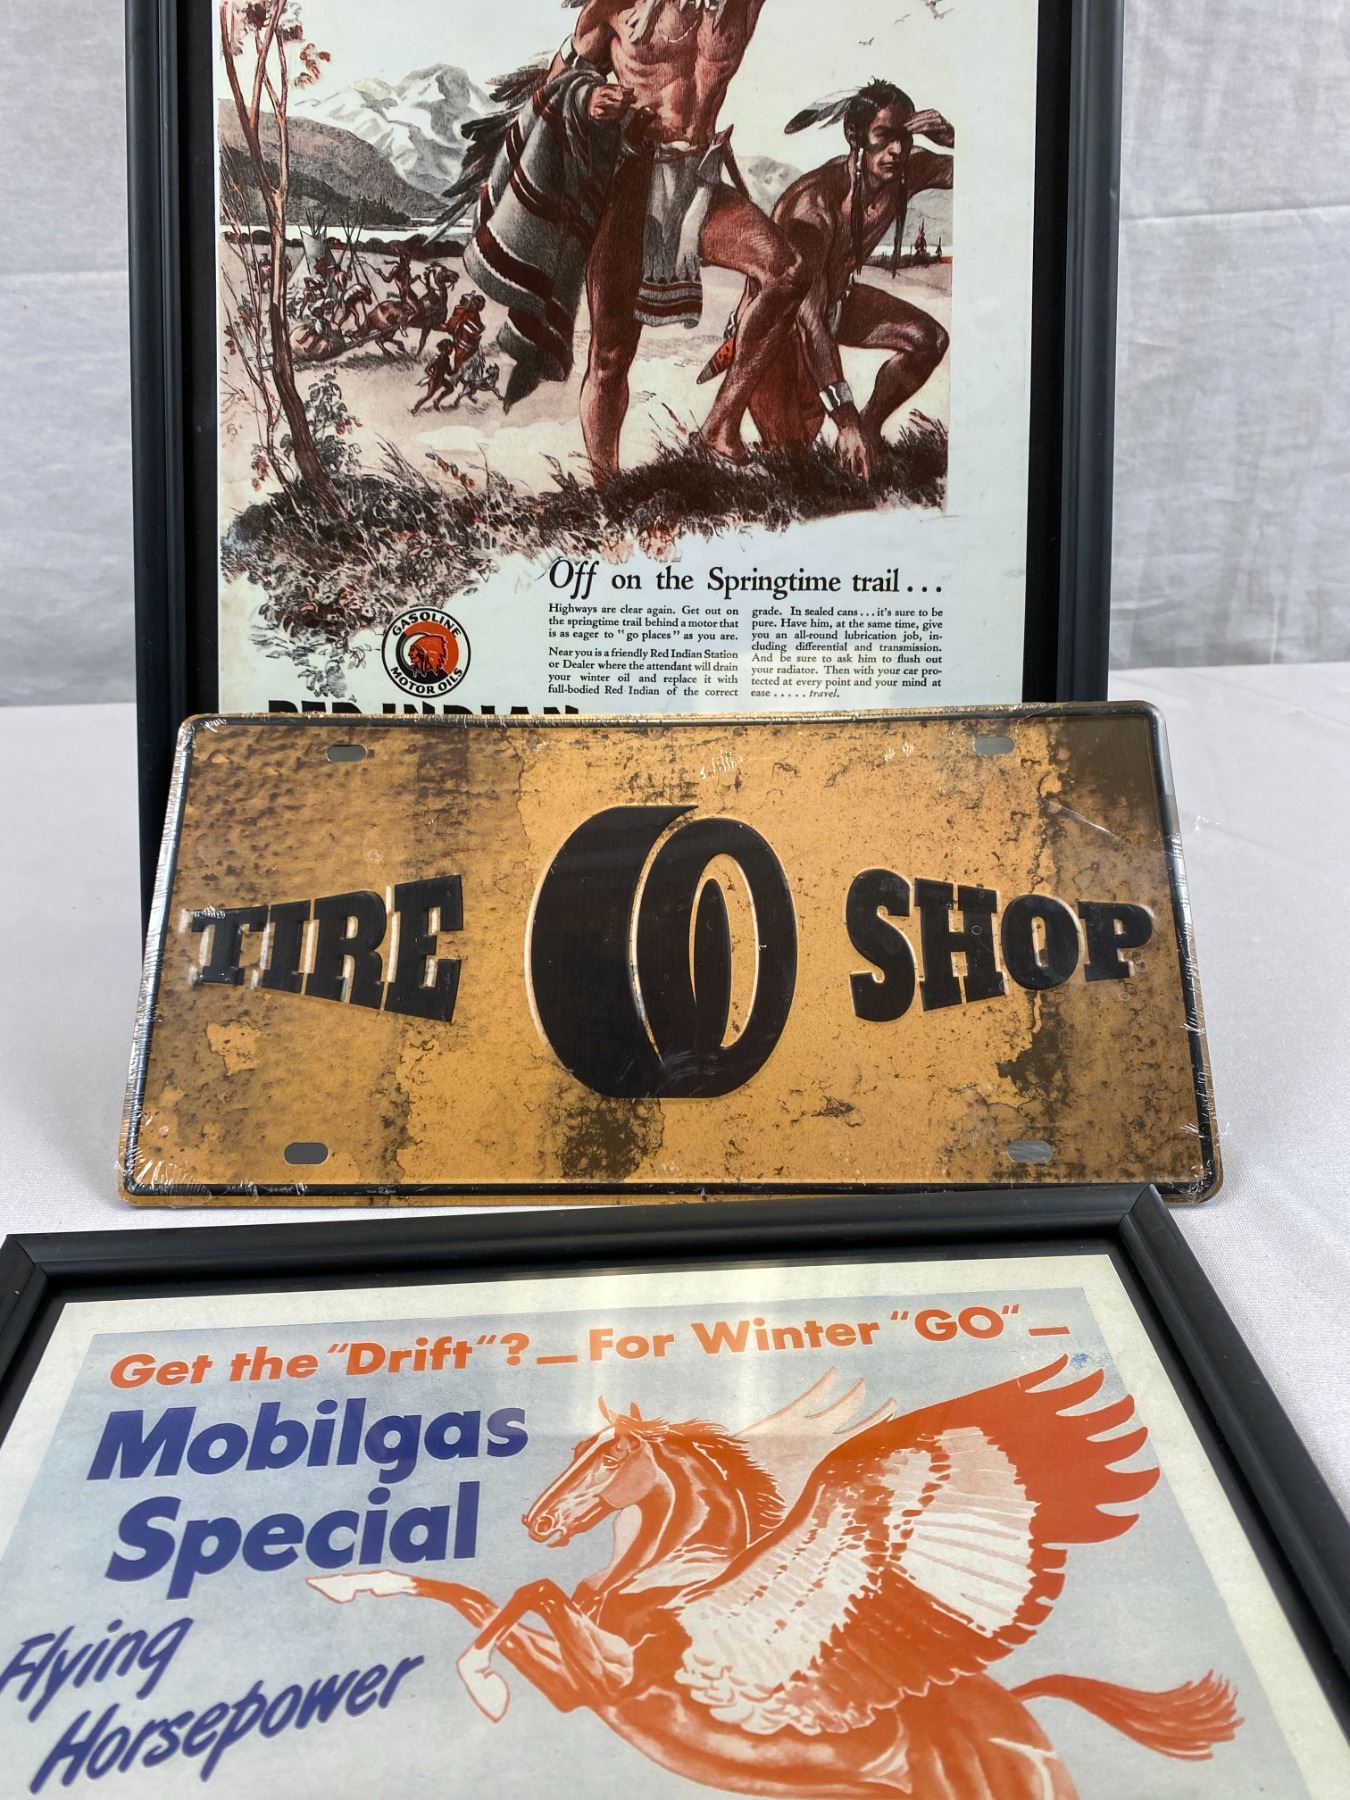 Off on the Springtime trail...
Highways are clear again. Get out on
the springtime trail behind a motor that
is as eager to "go places" as you are.
Near you is a friendly Red Indian Station
or Dealer where the attendant will drain
your winter oil and replace it with
full-bodied Red Indian of the correct
grade. In sealed cans...it's sure to be
pure. Have him, at the same time, give
you an all-round lubrication job, in-
cluding differential and transmission.
And be sure to ask him to flush out
your radiator. Then with your car pro-
tected at every point and your mind at
ease.....travel.
GASOLINE
MOTOR OILS
RED INDIAN
TIRE SHOP
Get the "Drift"?—For Winter "GO"—
Mobilgas
Special
Flying
Horsepower